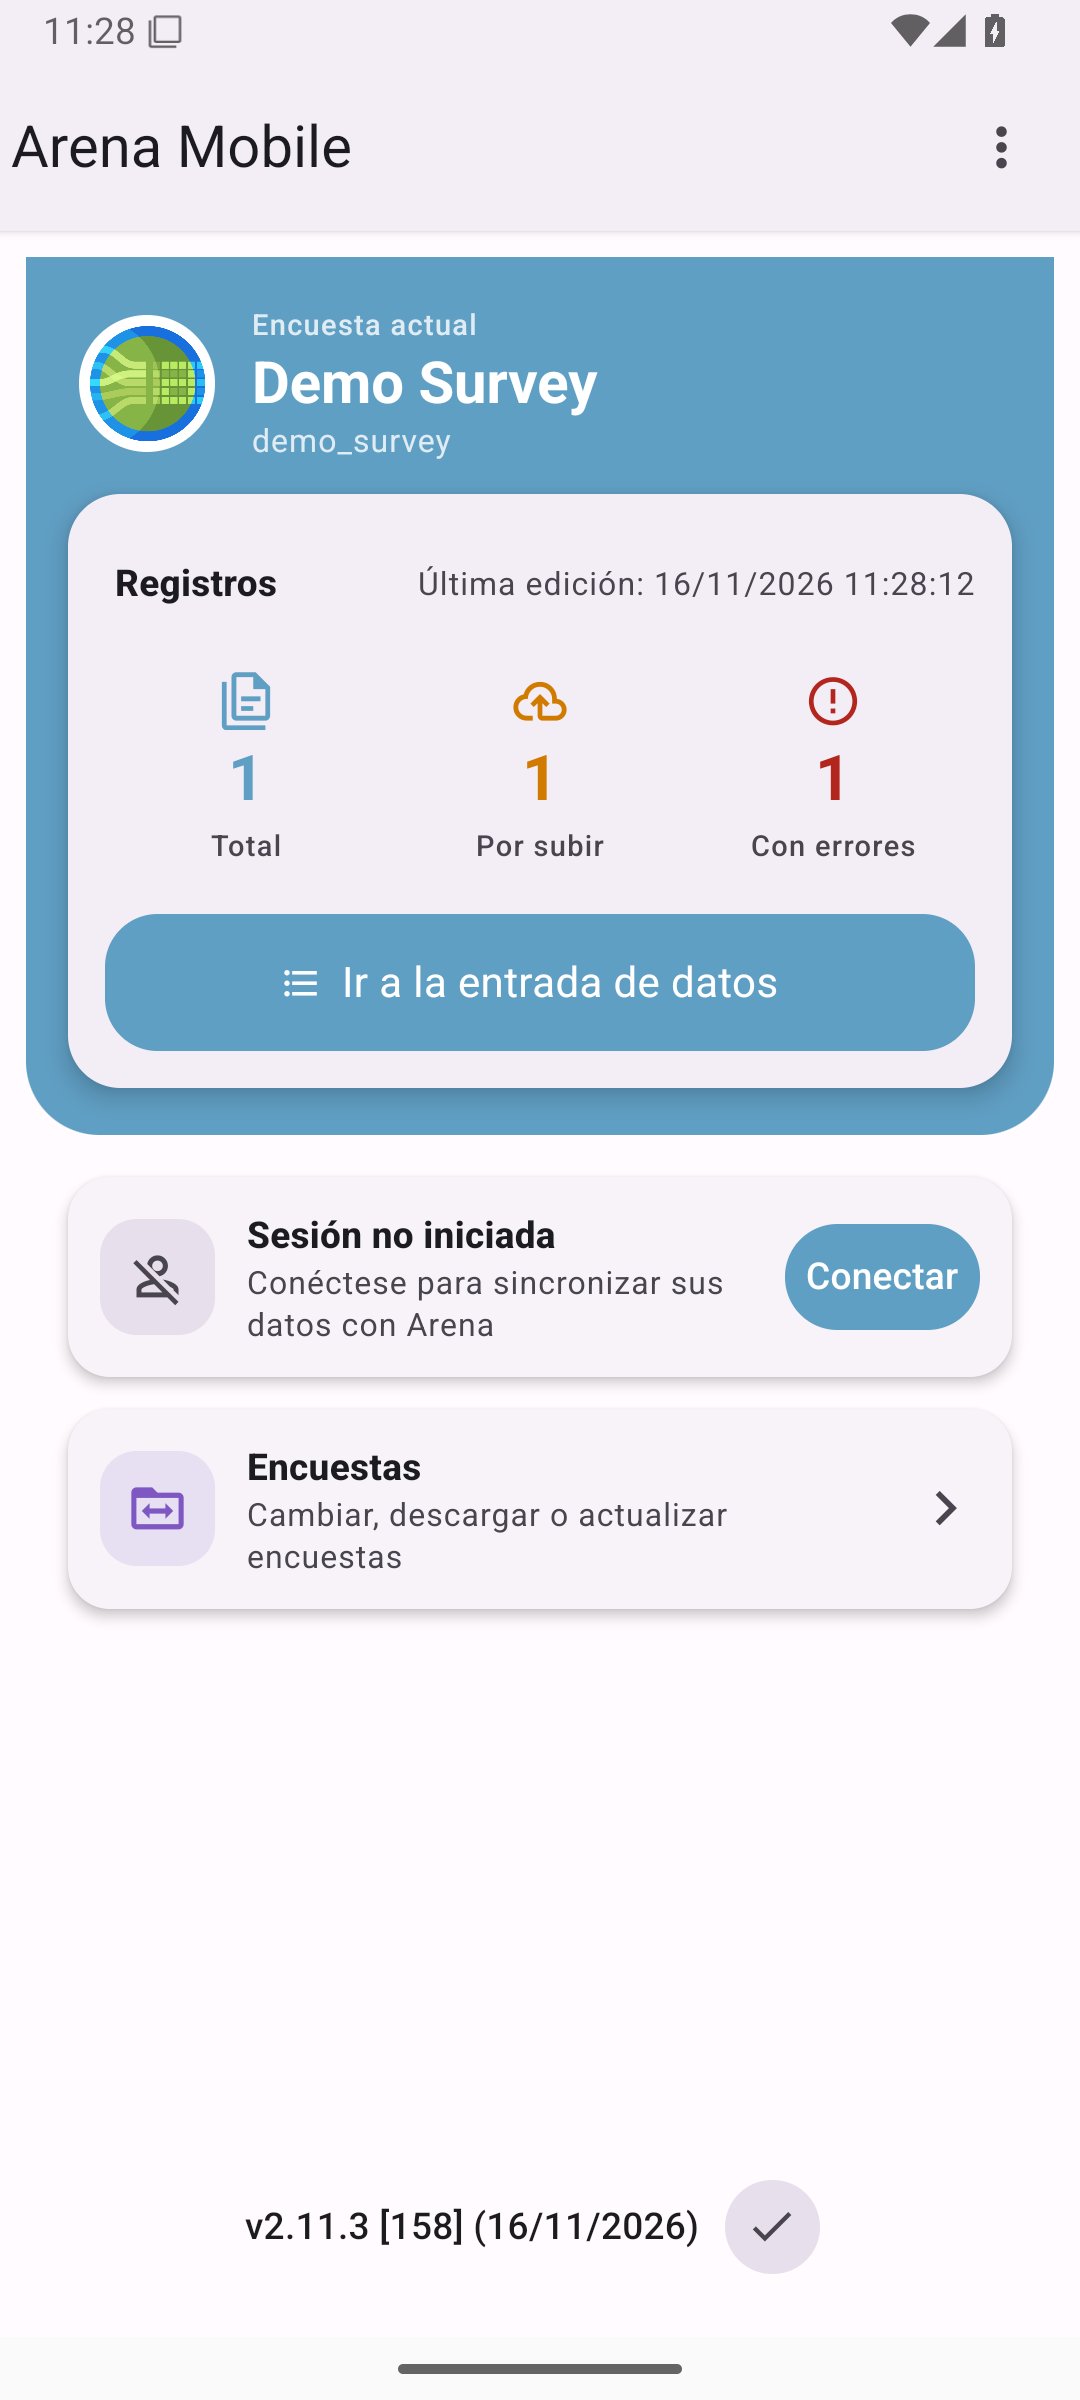 11:28
Arena Mobile
Encuesta actual
Demo Survey
demo_survey
Registros
Última edición: 16/11/2026 11:28:12
1
1
1
Total
Por subir
Con errores
Ir a la entrada de datos
Sesión no iniciada
Conéctese para sincronizar sus
datos con Arena
Conectar
Encuestas
Cambiar, descargar o actualizar
encuestas
v2.11.3 [158] (16/11/2026)